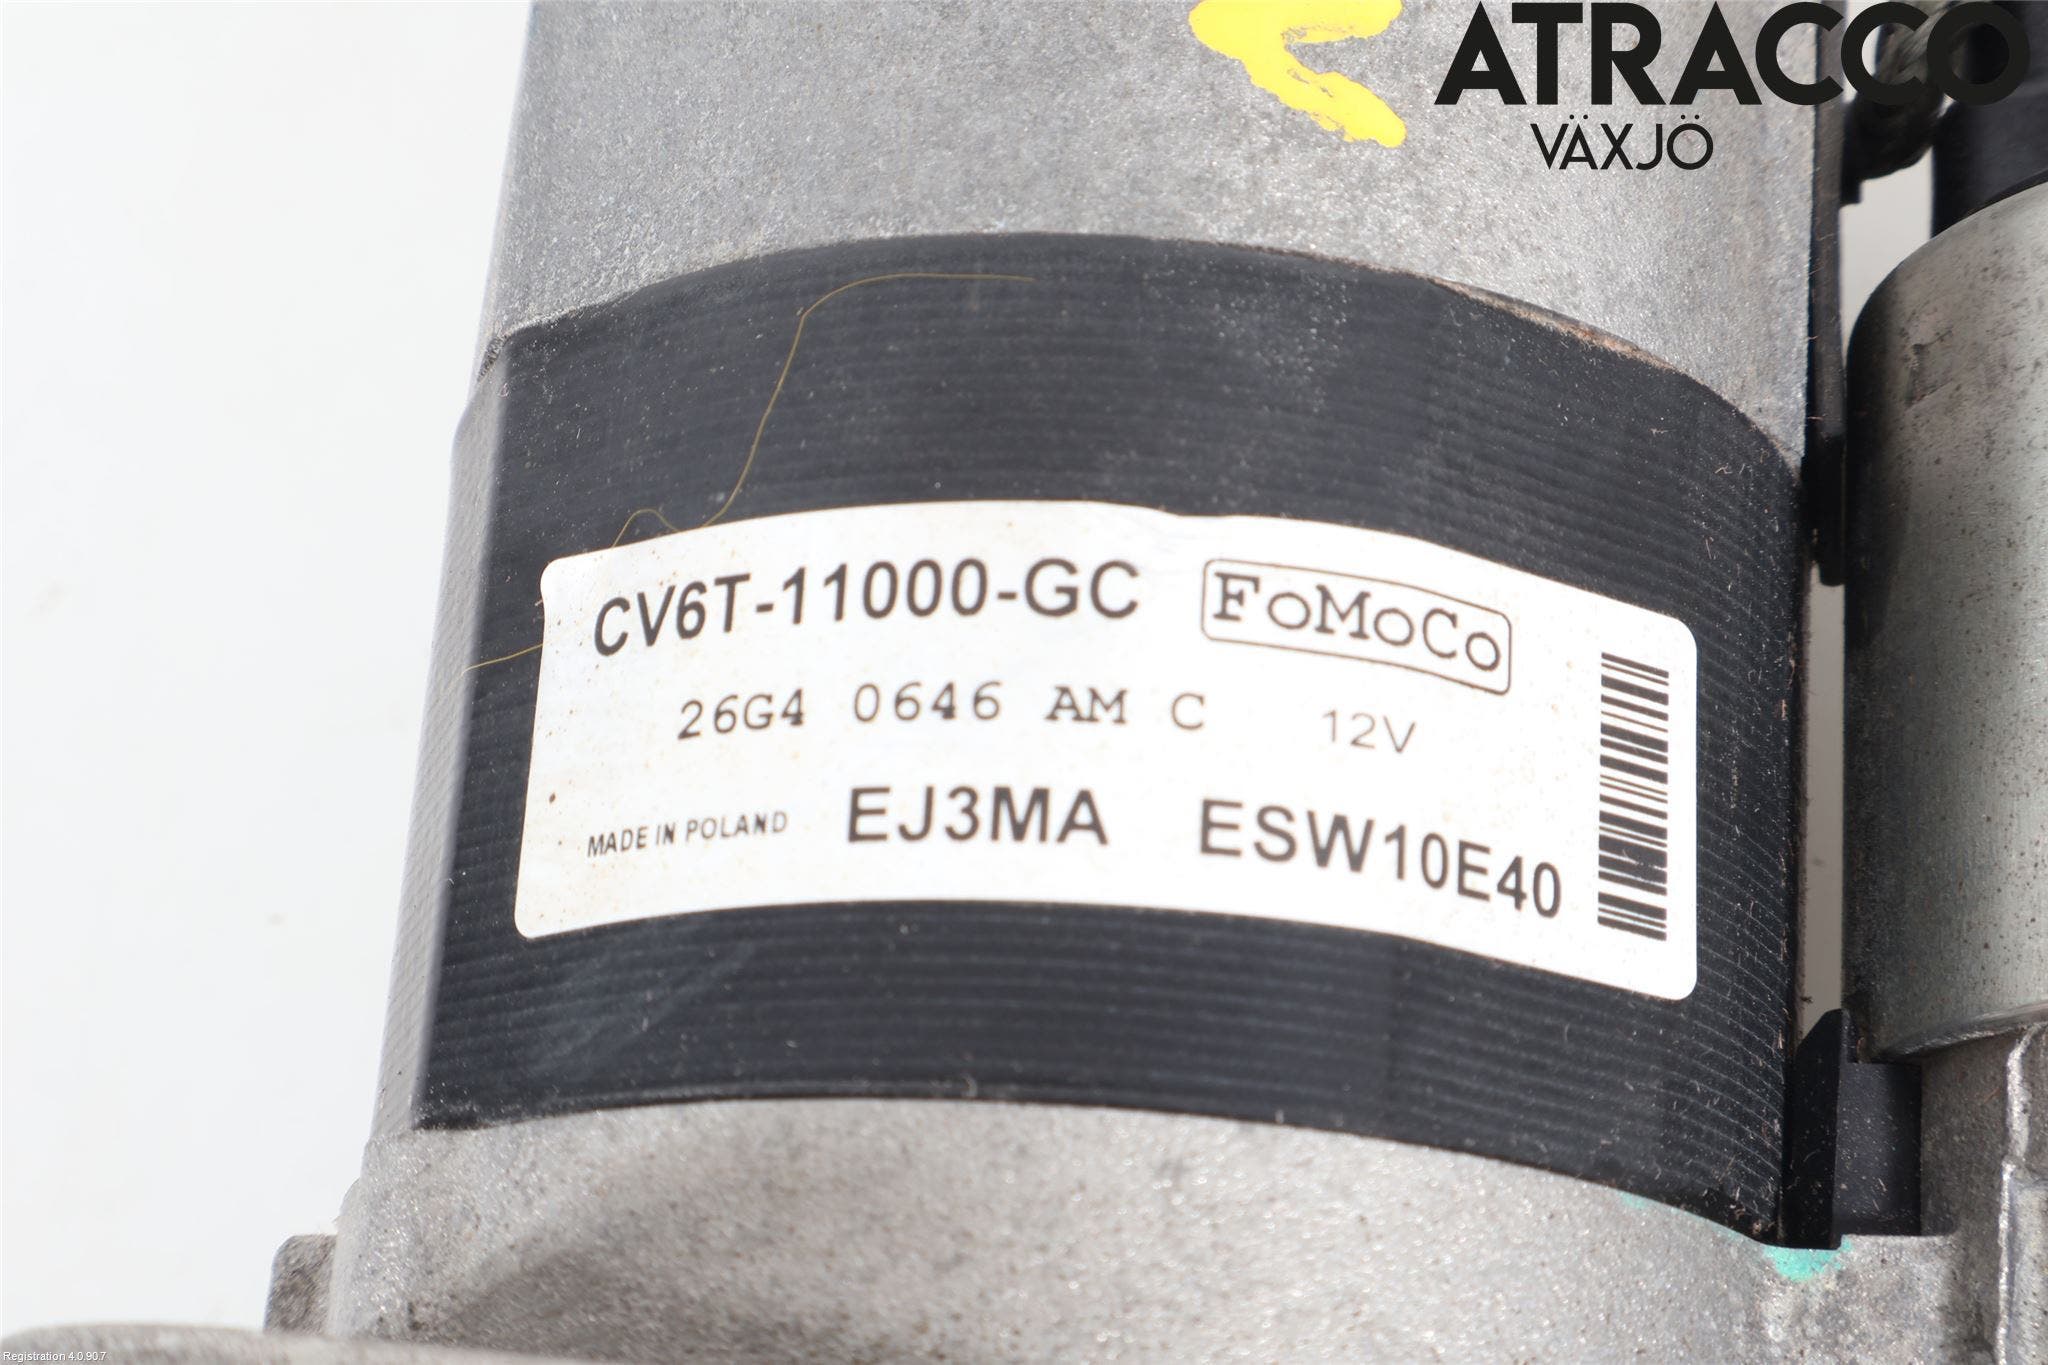 ATRACCO
VÄXJÖ
CV6T-11000-GC FoMoCo
26G4 0646 AM C 12V
MADE IN POLAND EJ3MA ESW10E40
Registration 4.0.90.7